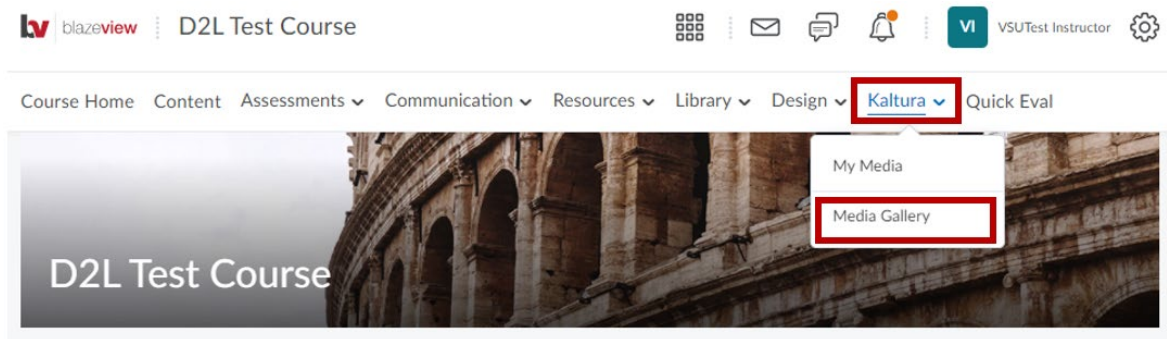 bv blazeview D2L Test Course VI VSUTest Instructor
Course Home Content Assessments Communication Resources Library Design Kaltura Quick Eval
My Media
Media Gallery
D2L Test Course